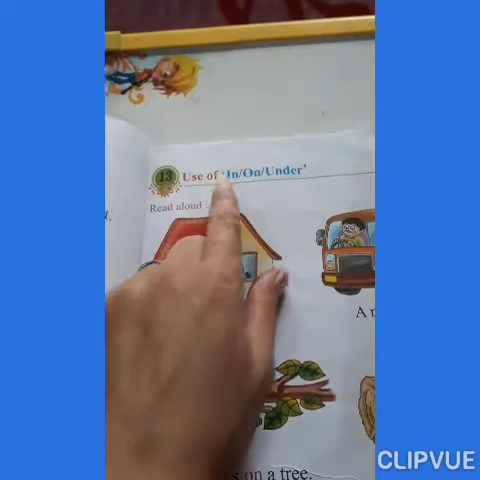 13 Use of 'In/On/Under'
Read aloud :
A
on a tree.
CLIPVUE